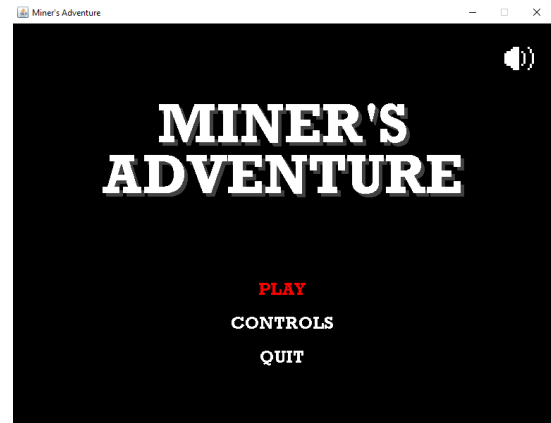 Miner's Adventure
MINER'S
ADVENTURE
PLAY
CONTROLS
QUIT